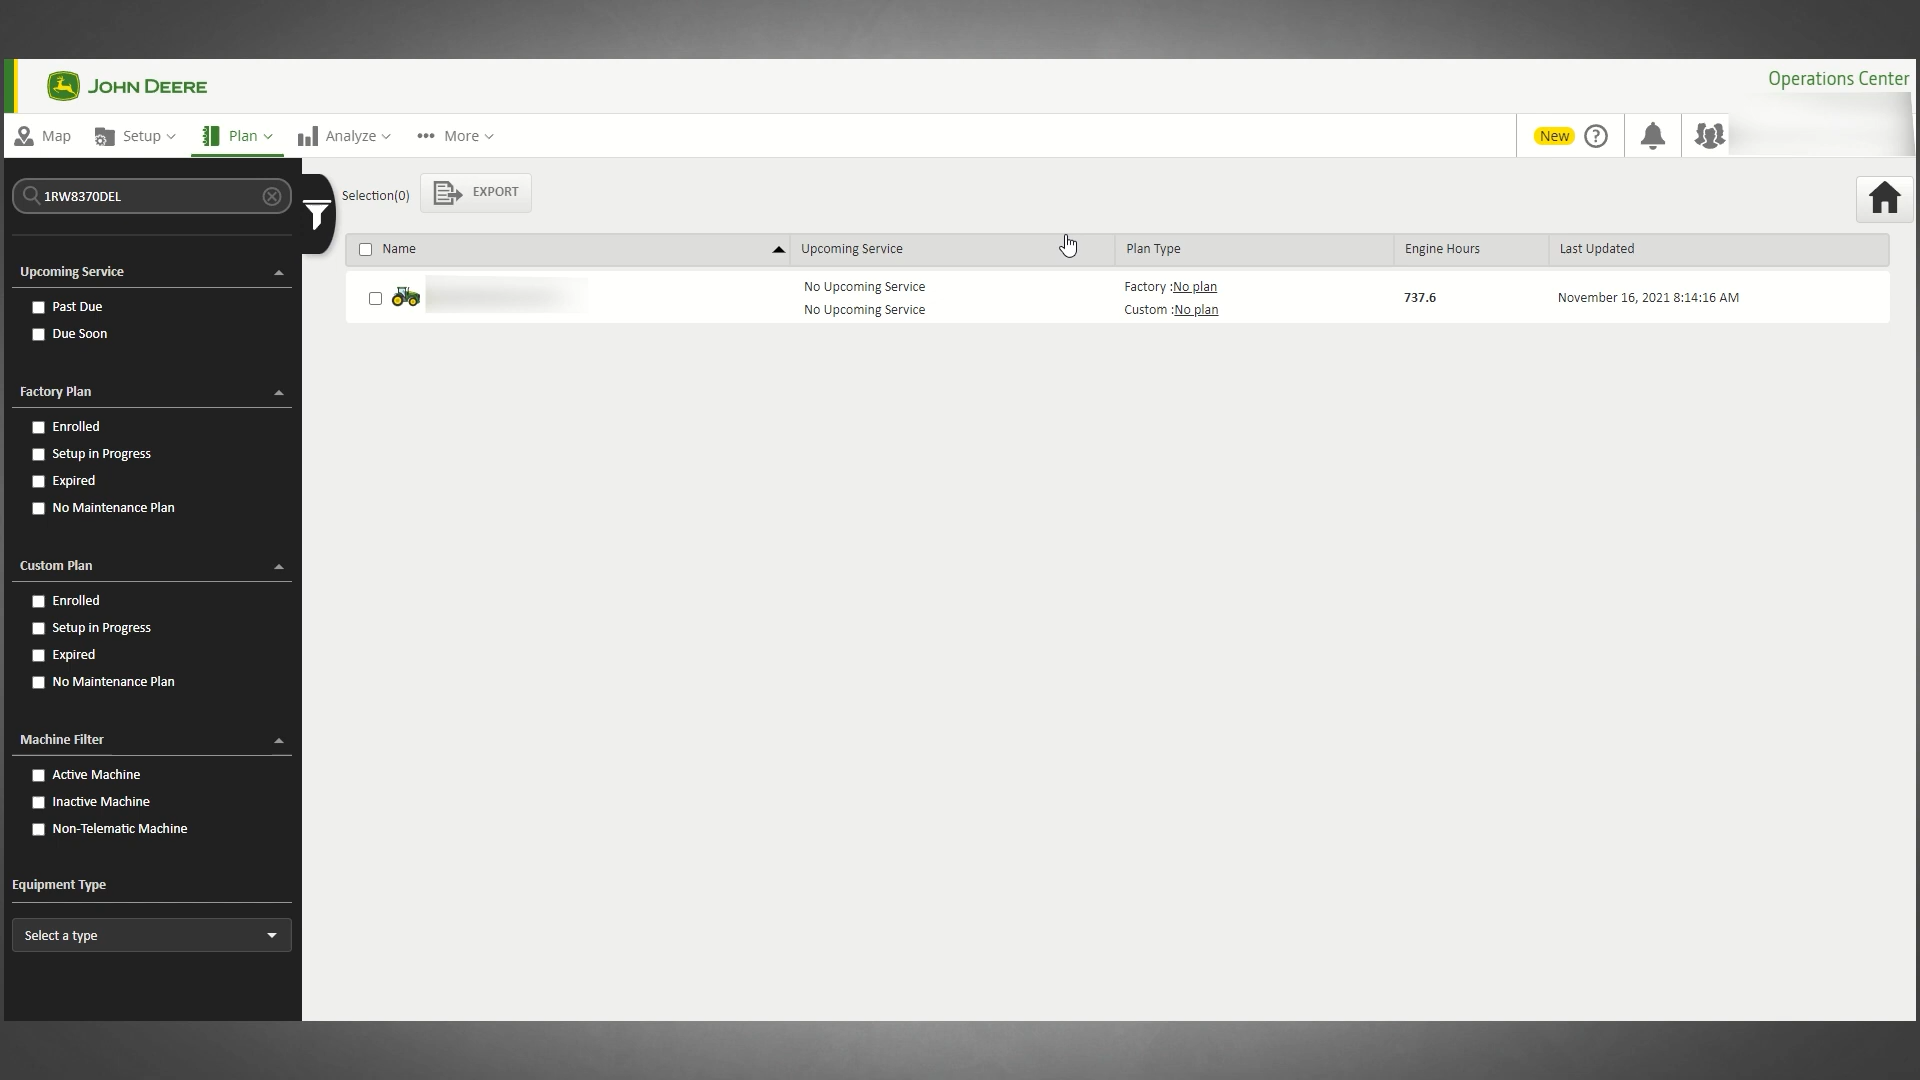 JOHN DEERE
Operations Center
Map
Setup
Plan
Analyze
More
New
1RW8370DEL
Selection(0)
EXPORT
Name
Upcoming Service
Plan Type
Engine Hours
Last Updated
No Upcoming Service
No Upcoming Service
Factory :No plan
Custom :No plan
737.6
November 16, 2021 8:14:16 AM
Upcoming Service
Past Due
Due Soon
Factory Plan
Enrolled
Setup in Progress
Expired
No Maintenance Plan
Custom Plan
Enrolled
Setup in Progress
Expired
No Maintenance Plan
Machine Filter
Active Machine
Inactive Machine
Non-Telematic Machine
Equipment Type
Select a type